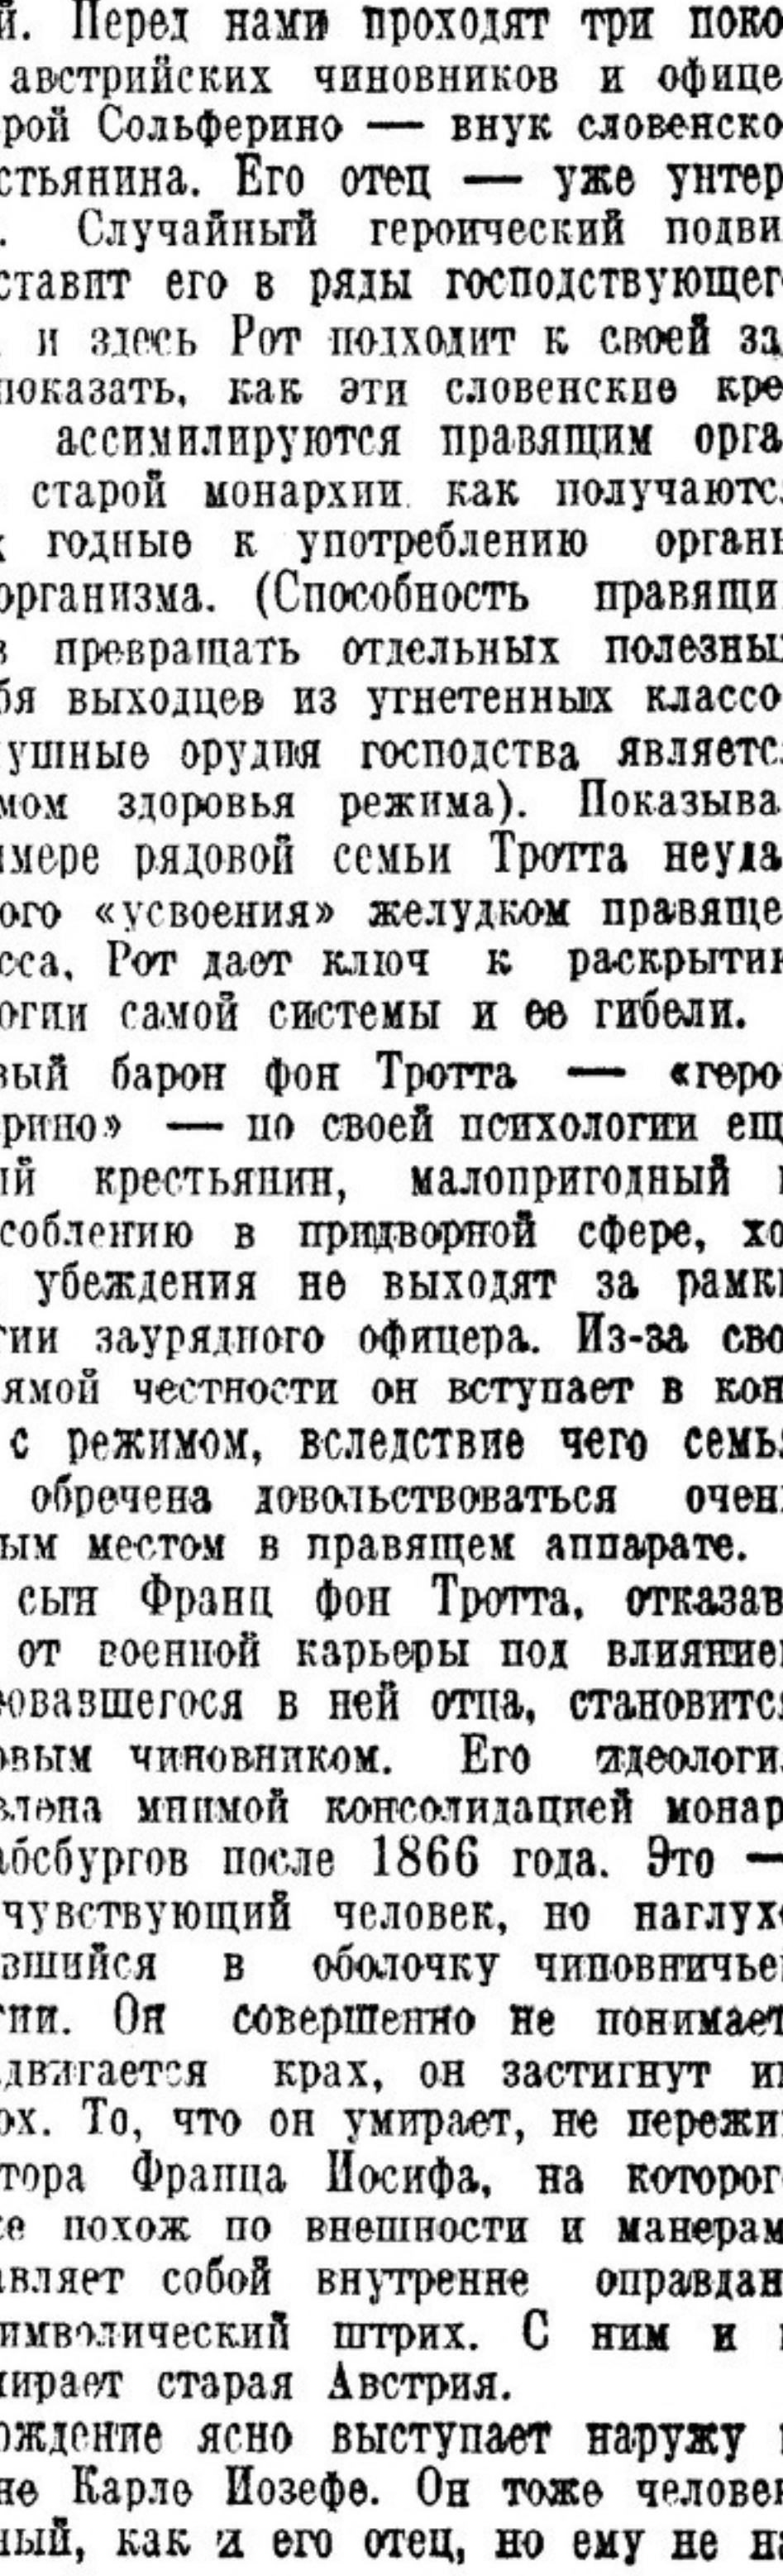 й. Перед нами проходят три поко
австрийских чиновников и офице
рой Сольферино — внук словенско
стьянина. Его отец — уже унтер
. Случайный героический подви
ставит его в ряды господствующег
и здесь Рот подходит к своей за
показать, как эти словенские кре
ассимилируются правящим орга
старой монархии. как получаютс
годные к употреблению орган
организма. (Способность правящи
в превращать отдельных полезны
бя выходцев из угнетенных классо
ушные орудия господства являетс
мом здоровья режима). Показыва
имере рядовой семьи Тротта неуда
ого «усвоения» желудком правяще
сса, Рот дает ключ к раскрыти
огии самой системы и ее гибели.
вый барон фон Тротта — «геро
рино» — по своей психологии ещ
ий крестьянин, малопригодный
соблению в придворной сфере, хо
убеждения не выходят за рамк
гии заурядного офицера. Из-за сво
ямой честности он вступает в кон
с режимом, вследствие чего семь
обречена довольствоваться очен
ым местом в правящем аппарате.
сын Франц фон Тротта, отказав
от военной карьеры под влияние
овавшегося в ней отца, становитс
овым чиновником. Его идеологи
влена мнимой консолидацией монар
абсбургов после 1866 года. Это —
чувствующий человек, но наглух
вшийся в оболочку чиновничье
гии. Он совершенно не понимает
двигается крах, он застигнут и
ох. То, что он умирает, не пережи
тора Франца Иосифа, на которог
же похож по внешности и манерам
авляет собой внутренне оправдан
имволический штрих. С ним и
мирает старая Австрия.
ождение ясно выступает наружу
не Карле Иозефе. Он тоже челове
ный, как и его отец, но ему не н